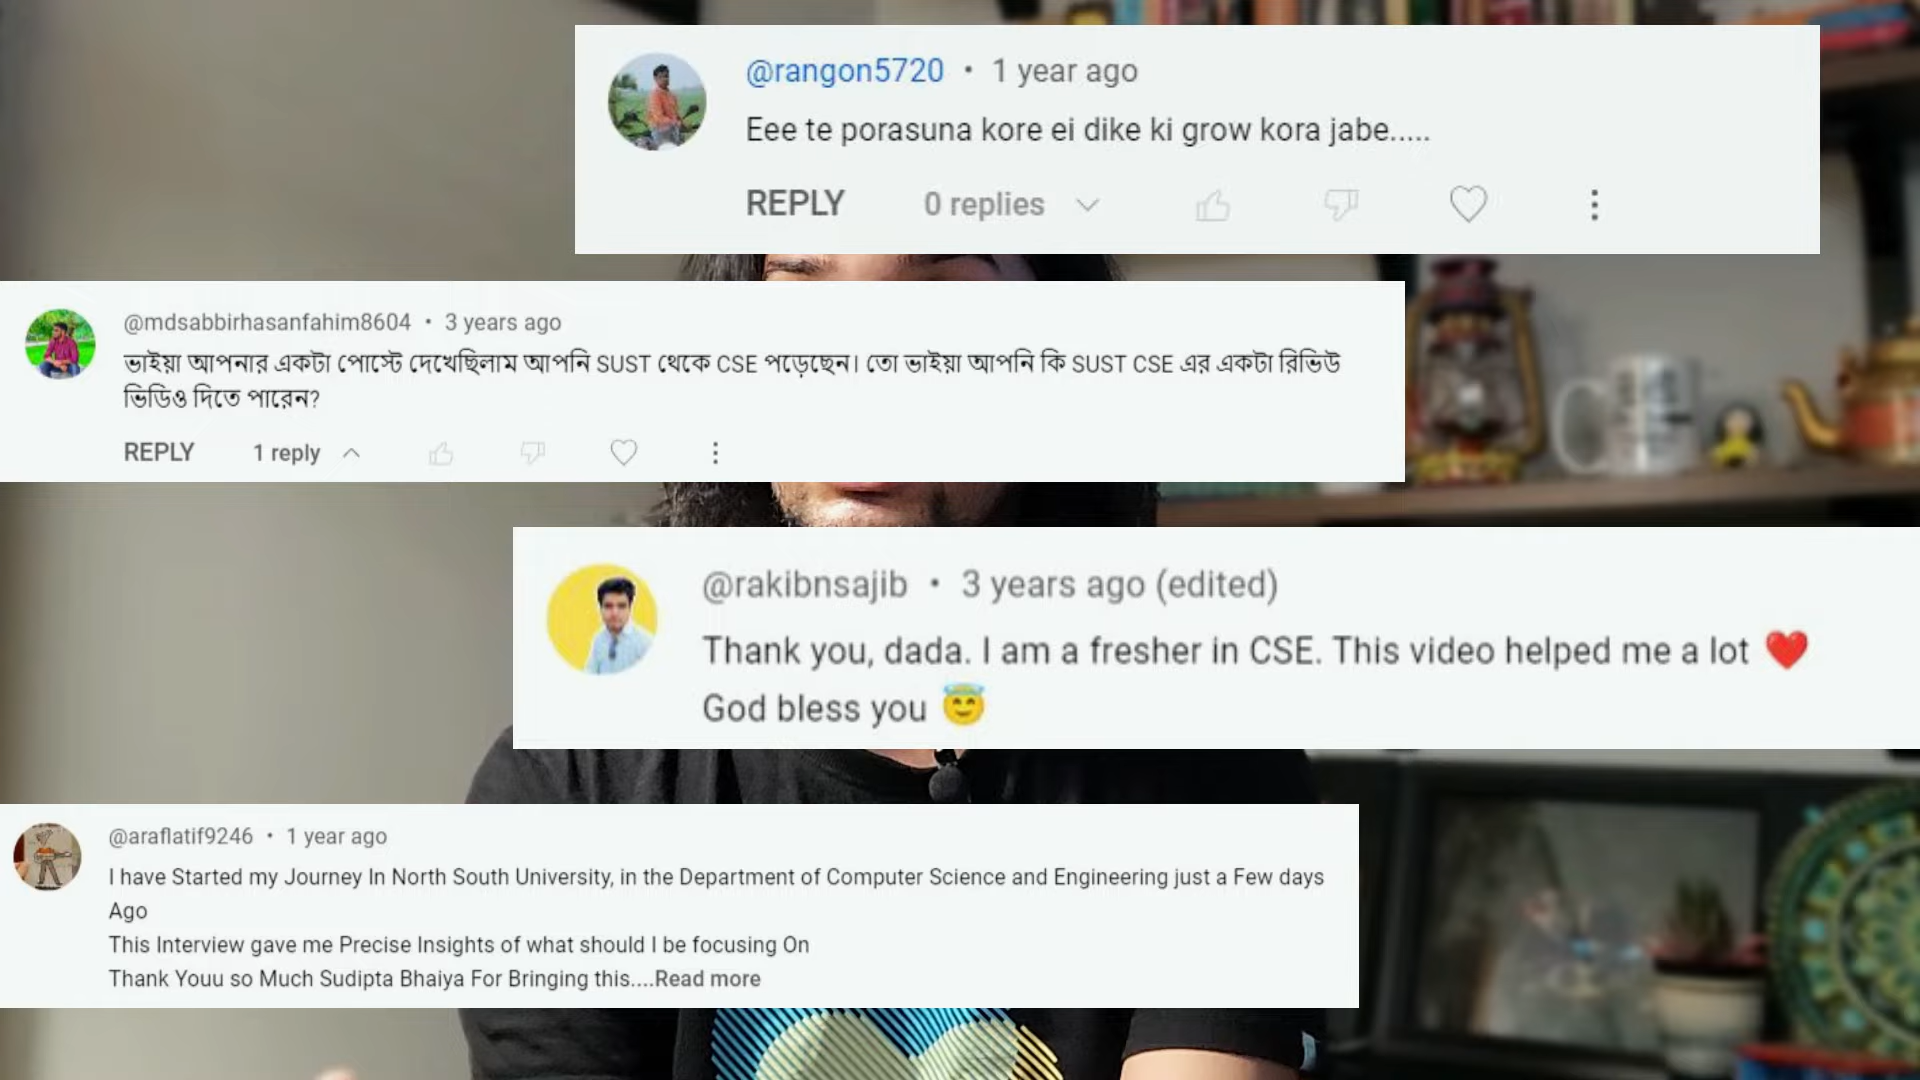 @rangon5720 • 1 year ago
Eee te porasuna kore ei dike ki grow kora jabe.....
REPLY 0 replies
@mdsabbirhasanfahim8604 • 3 years ago
ভাইয়া আপনার একটা পোস্টে দেখেছিলাম আপনি SUST থেকে CSE পড়েছেন। তো ভাইয়া আপনি কি SUST CSE এর একটা রিভিউ
ভিডিও দিতে পারেন?
REPLY 1 reply
@rakibnsajib • 3 years ago (edited)
Thank you, dada. I am a fresher in CSE. This video helped me a lot ❤️
God bless you 😇
@araflatif9246 • 1 year ago
I have Started my Journey In North South University, in the Department of Computer Science and Engineering just a Few days
Ago
This Interview gave me Precise Insights of what should I be focusing On
Thank Youu so Much Sudipta Bhaiya For Bringing this....Read more